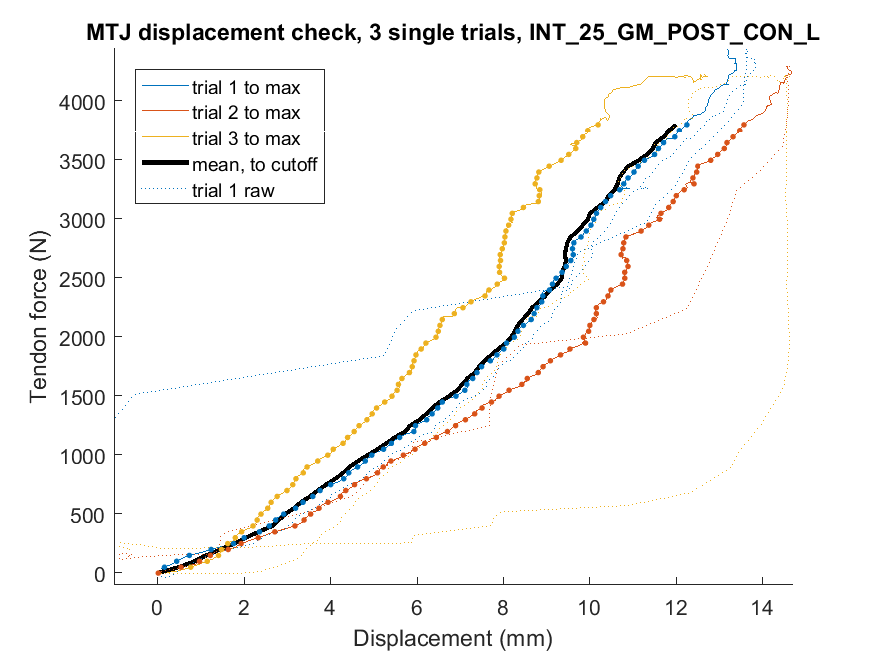 MTJ displacement check, 3 single trials, INT_25_GM_POST_CON_L
trial 1 to max
trial 2 to max
trial 3 to max
mean, to cutoff
trial 1 raw
4000
3500
3000
2500
2000
1500
1000
500
0
Tendon force (N)
0 2 4 6 8 10 12 14
Displacement (mm)